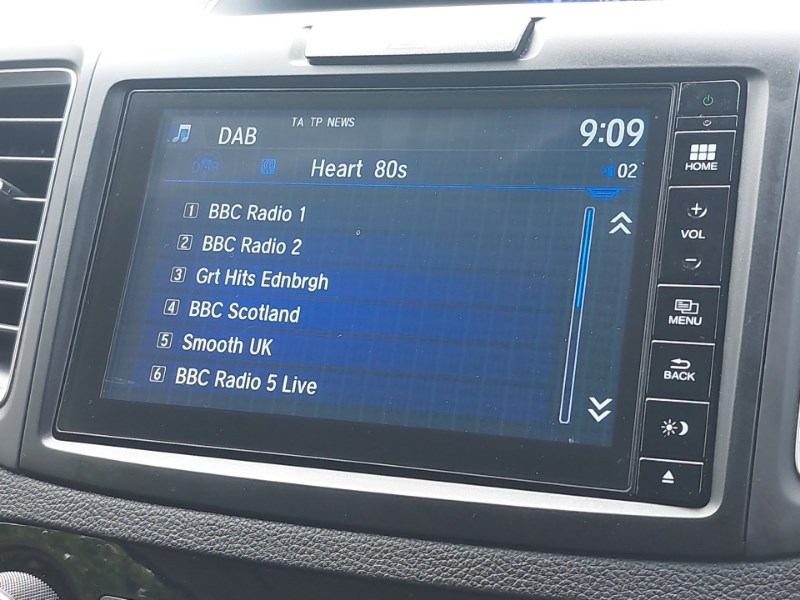 TA TP NEWS
DAB
9:09
Heart 80s
02
1 BBC Radio 1
2 BBC Radio 2
3 Grt Hits Ednbrgh
4 BBC Scotland
5 Smooth UK
6 BBC Radio 5 Live
HOME
VOL
MENU
BACK